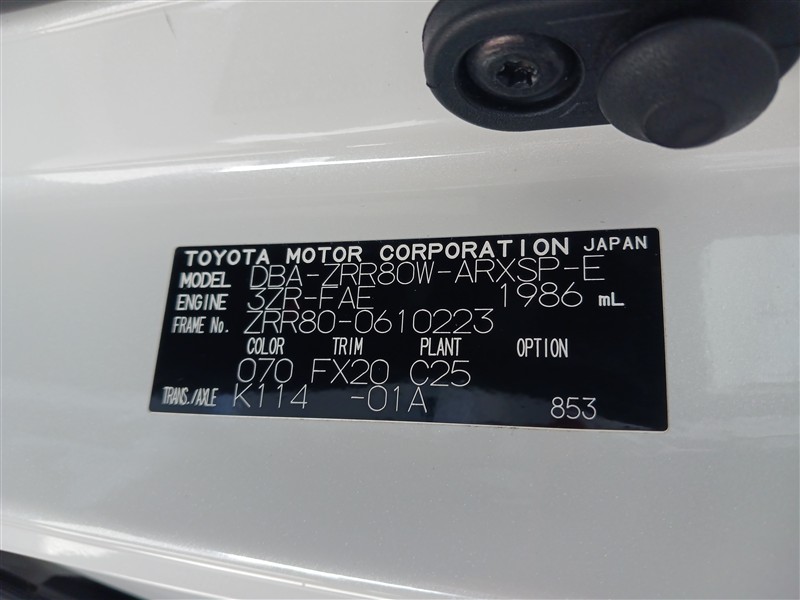 TOYOTA MOTOR CORPORATION JAPAN
MODEL DBA-ZRR80W-ARXSP-E
ENGINE 3ZR-FAE 1986 mL
FRAME No. ZRR80-0610223
COLOR TRIM PLANT OPTION
070 FX20 C25
TRANS./AXLE K114 -01A 853